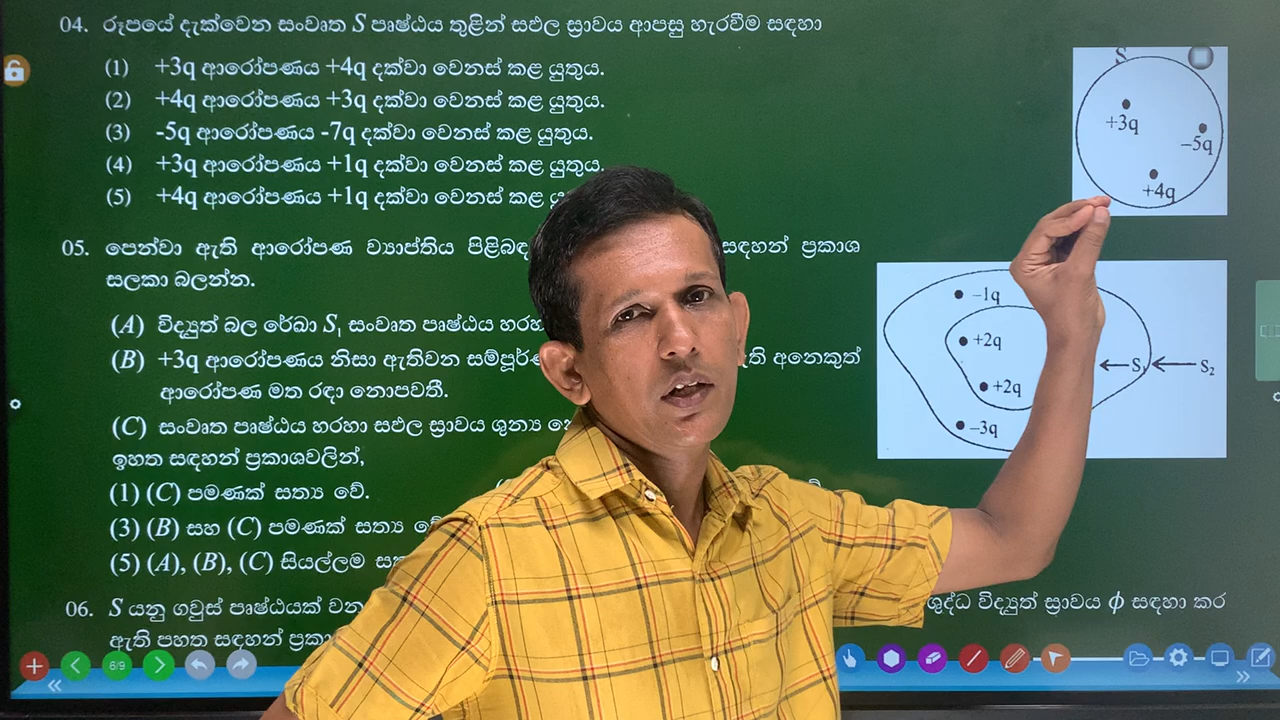 04. රූපයේ දැක්වෙන සංවෘත S පෘෂ්ඨය තුළින් සඵල ස්‍රාවය ආපසු හැරවීම සඳහා
(1) +3q ආරෝපණය +4q දක්වා වෙනස් කළ යුතුය.
(2) +4q ආරෝපණය +3q දක්වා වෙනස් කළ යුතුය.
(3) -5q ආරෝපණය -7q දක්වා වෙනස් කළ යුතුය.
(4) +3q ආරෝපණය +1q දක්වා වෙනස් කළ යුතුය.
(5) +4q ආරෝපණය +1q දක්වා වෙනස් කළ
S
+3q
–5q
+4q
05. පෙන්වා ඇති ආරෝපණ ව්‍යාප්තිය පිළිබඳ සඳහන් ප්‍රකාශ
සලකා බලන්න.
(A) විද්‍යුත් බල රේඛා S₁ සංවෘත පෘෂ්ඨය
(B) +3q ආරෝපණය නිසා ඇතිවන අනෙකුත්
ආරෝපණ මත රඳා නොපවතී.
(C) සංවෘත පෘෂ්ඨය හරහා සඵල ස්‍රාවය ශුන්‍ය
ඉහත සඳහන් ප්‍රකාශවලින්,
(1) (C) පමණක් සත්‍ය වේ.
(3) (B) සහ (C) පමණක් සත්‍ය
(5) (A), (B), (C) සියල්ලම
–1q
+2q
+2q
–3q
S₂
06. S යනු ගවුස් පෘෂ්ඨයක් ශුද්ධ විද්‍යුත් ස්‍රාවය ϕ සඳහා කර
ඇති පහත සඳහන්
6/9